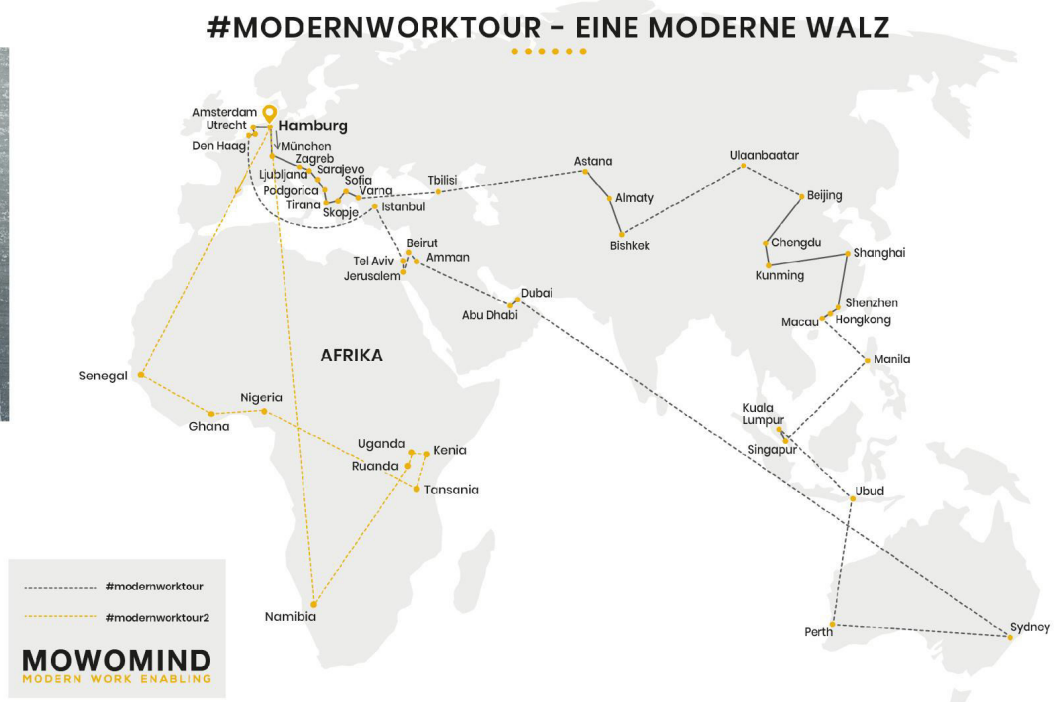 #MODERNWORKTOUR - EINE MODERNE WALZ
Amsterdam
Utrecht
Hamburg
Den Haag
München
Zagreb
Ljubljana
Sarajevo
Sofia
Podgorica
Varna
Tirana
Skopje
Istanbul
Tbilisi
Astana
Almaty
Bishkek
Ulaanbaatar
Beijing
Chengdu
Kunming
Shanghai
Shenzhen
Hongkong
Macau
Manila
Beirut
Tel Aviv
Amman
Jerusalem
Dubai
Abu Dhabi
AFRIKA
Senegal
Nigeria
Ghana
Uganda
Kenia
Ruanda
Tansania
Namibia
Kuala
Lumpur
Singapur
Ubud
Perth
Sydney
#modernworktour
#modernworktour2
MOWOMIND
MODERN WORK ENABLING